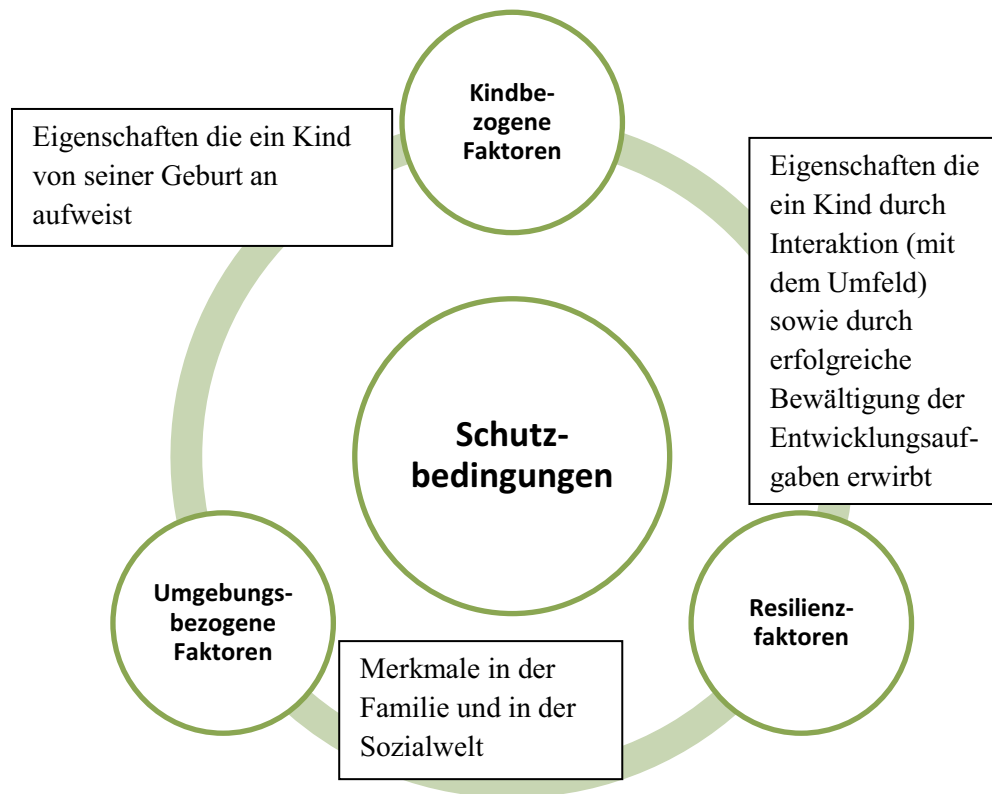 Kindbe-
zogene
Faktoren
Eigenschaften die ein Kind
von seiner Geburt an
aufweist
Eigenschaften die
ein Kind durch
Interaktion (mit
dem Umfeld)
sowie durch
erfolgreiche
Bewältigung der
Entwicklungsauf-
gaben erwirbt
Schutz-
bedingungen
Umgebungs-
bezogene
Faktoren
Resilienz-
faktoren
Merkmale in der
Familie und in der
Sozialwelt